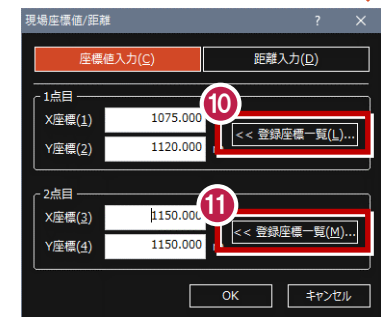 現場座標値/距離 ? ×
座標値入力(C) 距離入力(D)
1点目
X座標(1) 1075.000
⑩
<< 登録座標一覧(L)...
Y座標(2) 1120.000
2点目
X座標(3) 1150.000
⑪
<< 登録座標一覧(M)...
Y座標(4) 1150.000
OK キャンセル